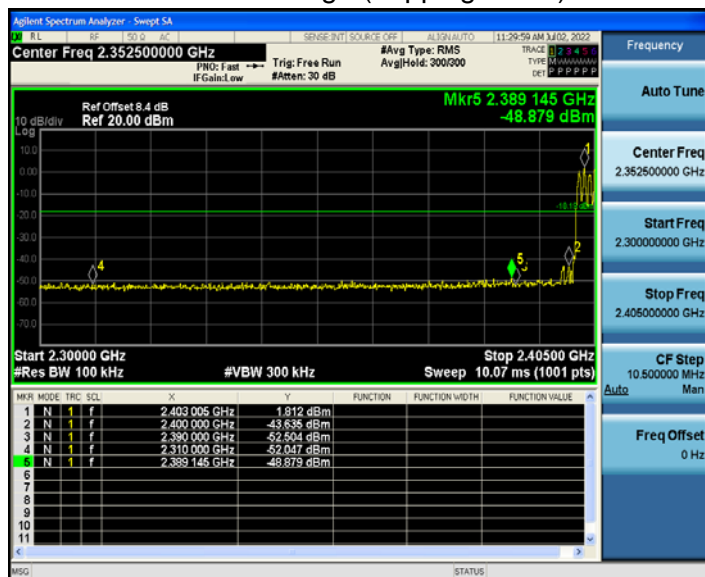 Agilent Spectrum Analyzer - Swept SA
RL RF 50 Ω AC SENSE:INT SOURCE OFF ALIGN AUTO 11:29:59 AM Jul 02, 2022
Center Freq 2.352500000 GHz
PNO: Fast
IFGain:Low
Trig: Free Run
#Atten: 30 dB
#Avg Type: RMS
Avg|Hold: 300/300
TRACE 1 2 3 4 5 6
TYPE M
DET P P P P P P
Frequency
Auto Tune
Center Freq
2.352500000 GHz
Start Freq
2.300000000 GHz
Stop Freq
2.405000000 GHz
CF Step
10.500000 MHz
Auto Man
Freq Offset
0 Hz
Mkr5 2.389 145 GHz
-48.879 dBm
Ref Offset 8.4 dB
10 dB/div Ref 20.00 dBm
Log
10.0
0.00
-10.0
-20.0
-30.0
-40.0
-50.0
-60.0
-70.0
1
2
3
4
5
Start 2.30000 GHz Stop 2.40500 GHz
#Res BW 100 kHz #VBW 300 kHz Sweep 10.07 ms (1001 pts)
MKR MODE TRC SCL X Y FUNCTION FUNCTION WIDTH FUNCTION VALUE
1 N 1 f 2.403 005 GHz 1.812 dBm
2 N 1 f 2.400 000 GHz -43.635 dBm
3 N 1 f 2.390 000 GHz -52.504 dBm
4 N 1 f 2.310 000 GHz -52.047 dBm
5 N 1 f 2.389 145 GHz -48.879 dBm
6
7
8
9
10
11
MSG STATUS